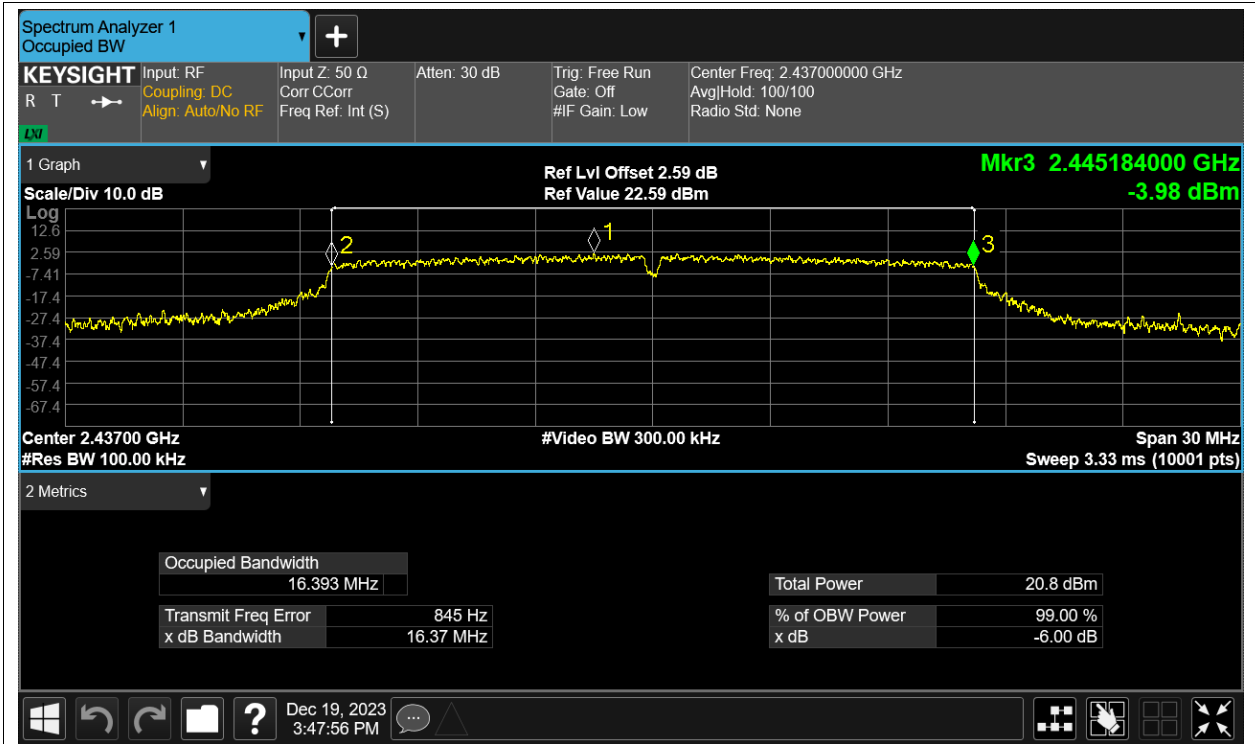 Spectrum Analyzer 1
Occupied BW
KEYSIGHT
R T
LXI
Input: RF
Coupling: DC
Align: Auto/No RF
Input Z: 50 Ω
Corr CCorr
Freq Ref: Int (S)
Atten: 30 dB
Trig: Free Run
Gate: Off
#IF Gain: Low
Center Freq: 2.437000000 GHz
Avg|Hold: 100/100
Radio Std: None
1 Graph
Scale/Div 10.0 dB
Ref Lvl Offset 2.59 dB
Ref Value 22.59 dBm
Mkr3 2.445184000 GHz
-3.98 dBm
Log
12.6
2.59
-7.41
-17.4
-27.4
-37.4
-47.4
-57.4
-67.4
2
1
3
Center 2.43700 GHz
#Res BW 100.00 kHz
#Video BW 300.00 kHz
Span 30 MHz
Sweep 3.33 ms (10001 pts)
2 Metrics
Occupied Bandwidth
16.393 MHz
Transmit Freq Error 845 Hz
x dB Bandwidth 16.37 MHz
Total Power 20.8 dBm
% of OBW Power 99.00 %
x dB -6.00 dB
?
Dec 19, 2023
3:47:56 PM